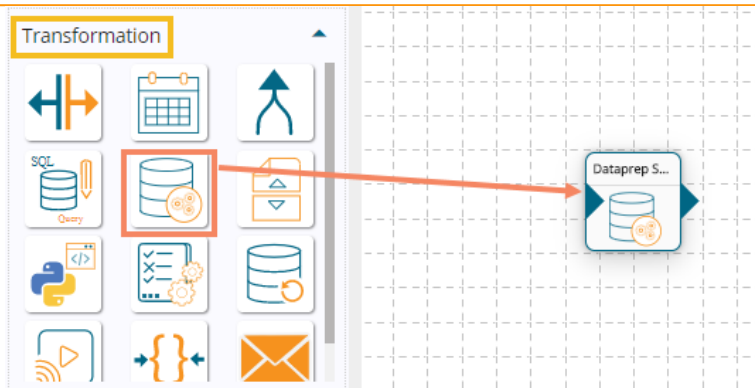 Transformation
SQL
Query
</>
Dataprep S...